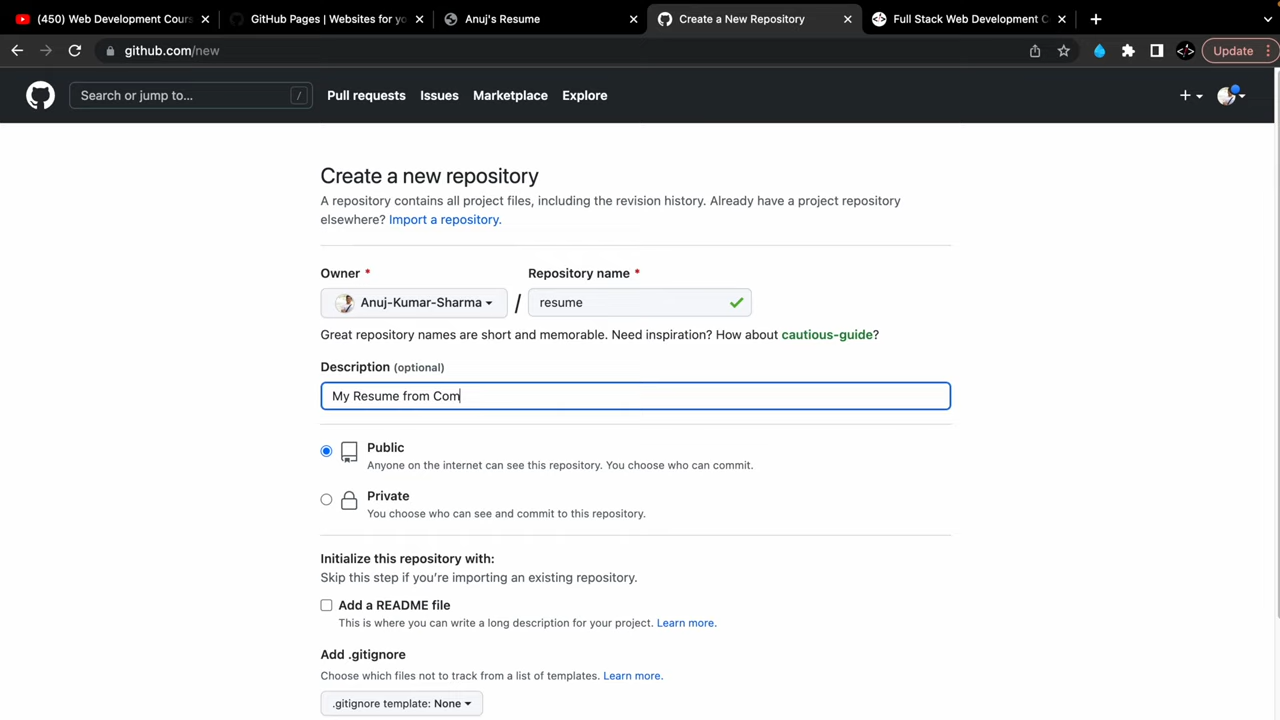 (450) Web Development Cours
GitHub Pages | Websites for yo
Anuj's Resume
Create a New Repository
Full Stack Web Development C
github.com/new
Update
Search or jump to...
/
Pull requests
Issues
Marketplace
Explore
Create a new repository
A repository contains all project files, including the revision history. Already have a project repository
elsewhere? Import a repository.
Owner *
Repository name *
Anuj-Kumar-Sharma
/
resume
Great repository names are short and memorable. Need inspiration? How about cautious-guide?
Description (optional)
My Resume from Com
Public
Anyone on the internet can see this repository. You choose who can commit.
Private
You choose who can see and commit to this repository.
Initialize this repository with:
Skip this step if you're importing an existing repository.
Add a README file
This is where you can write a long description for your project. Learn more.
Add .gitignore
Choose which files not to track from a list of templates. Learn more.
.gitignore template: None